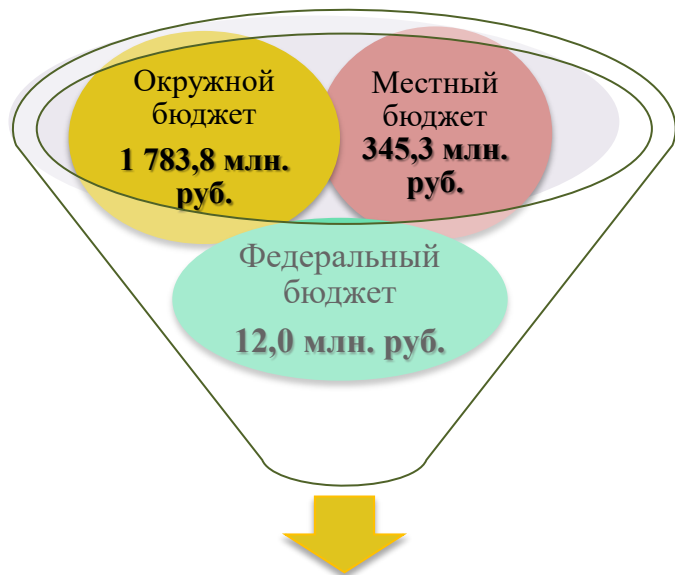 Окружной
бюджет
1 783,8 млн.
руб.
Местный
бюджет
345,3 млн.
руб.
Федеральный
бюджет
12,0 млн. руб.